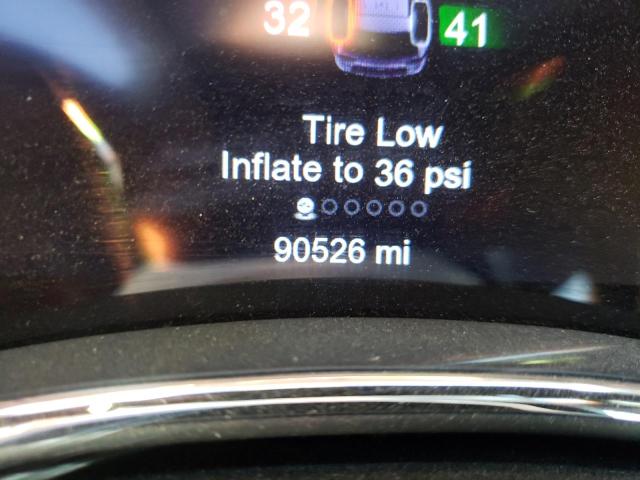 32 41
Tire Low
Inflate to 36 psi
90526 mi